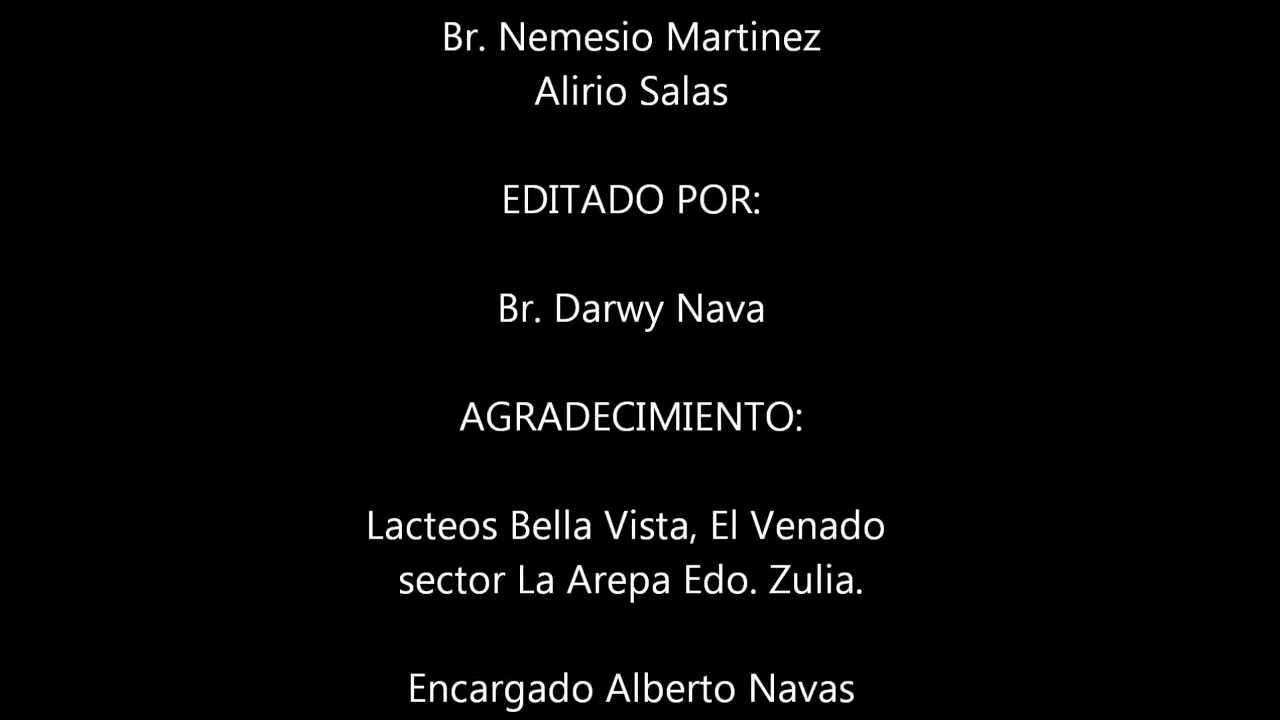 Br. Nemesio Martinez
Alirio Salas
EDITADO POR:
Br. Darwy Nava
AGRADECIMIENTO:
Lacteos Bella Vista, El Venado
sector La Arepa Edo. Zulia.
Encargado Alberto Navas